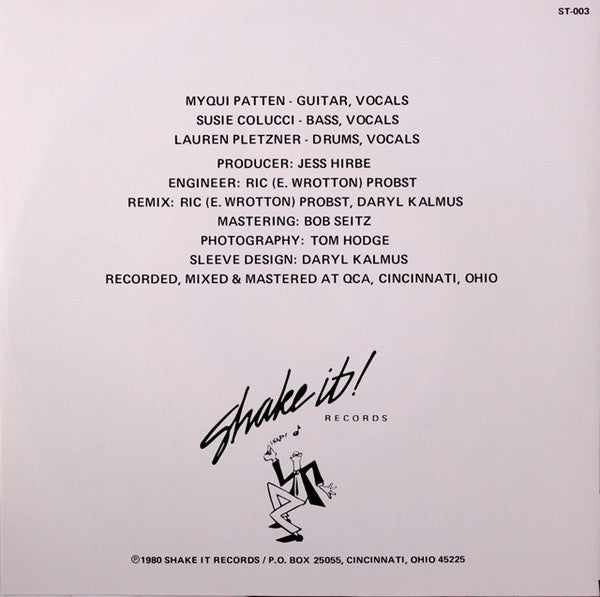 ST-003
MYQUI PATTEN - GUITAR, VOCALS
SUSIE COLUCCI - BASS, VOCALS
LAUREN PLETZNER - DRUMS, VOCALS
PRODUCER: JESS HIRBE
ENGINEER: RIC (E. WROTTON) PROBST
REMIX: RIC (E. WROTTON) PROBST, DARYL KALMUS
MASTERING: BOB SEITZ
PHOTOGRAPHY: TOM HODGE
SLEEVE DESIGN: DARYL KALMUS
RECORDED, MIXED & MASTERED AT QCA, CINCINNATI, OHIO
Shake it!
RECORDS
℗1980 SHAKE IT RECORDS / P.O. BOX 25055, CINCINNATI, OHIO 45225